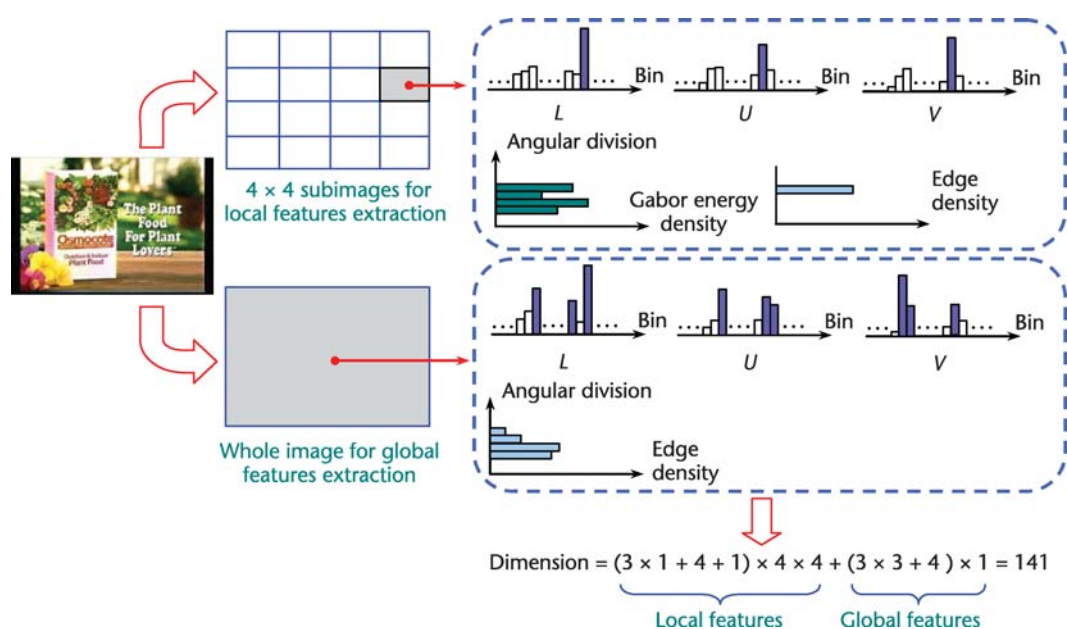 4 × 4 subimages for
local features extraction
The Plant
Food
For Plant
Lovers
Osmocote
Outdoor & Indoor
Plant Food
Whole image for global
features extraction
..... ..... Bin
L
..... ..... Bin
U
..... ..... Bin
V
Angular division
Gabor energy
density
Edge
density
... ..... ... Bin
L
... ..... ... Bin
U
... ..... ... Bin
V
Angular division
Edge
density
Dimension = (3 × 1 + 4 + 1) × 4 × 4 + (3 × 3 + 4 ) × 1 = 141
Local features
Global features